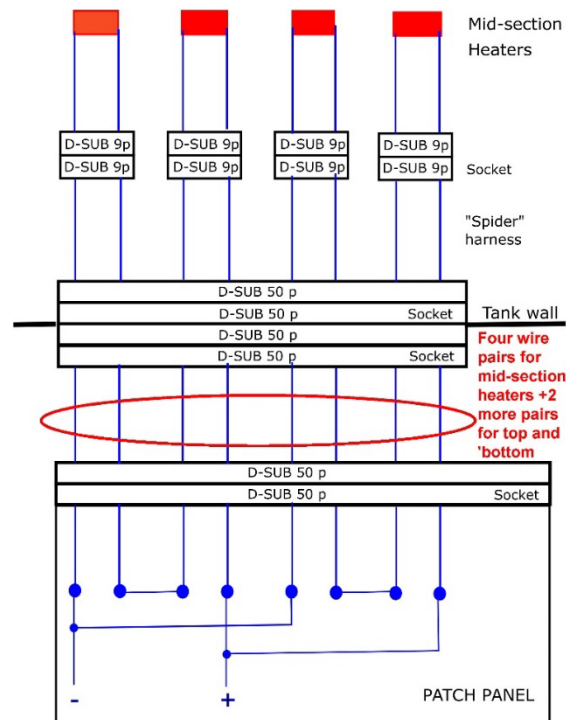 Mid-section
Heaters
D-SUB 9p
D-SUB 9p
D-SUB 9p
D-SUB 9p
D-SUB 9p
D-SUB 9p
D-SUB 9p
D-SUB 9p
Socket
"Spider"
harness
D-SUB 50 p
D-SUB 50 p
Socket
Tank wall
D-SUB 50 p
D-SUB 50 p
Socket
Four wire
pairs for
mid-section
heaters +2
more pairs
for top and
'bottom
D-SUB 50 p
D-SUB 50 p
Socket
-
+
PATCH PANEL